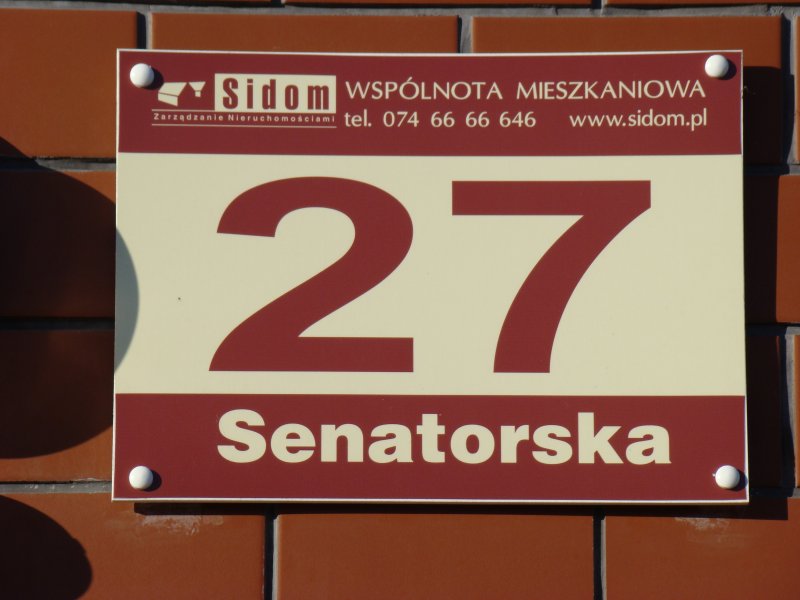 Sidom
Zarządzanie Nieruchomościami
WSPÓLNOTA MIESZKANIOWA
tel. 074 66 66 646 www.sidom.pl
27
Senatorska